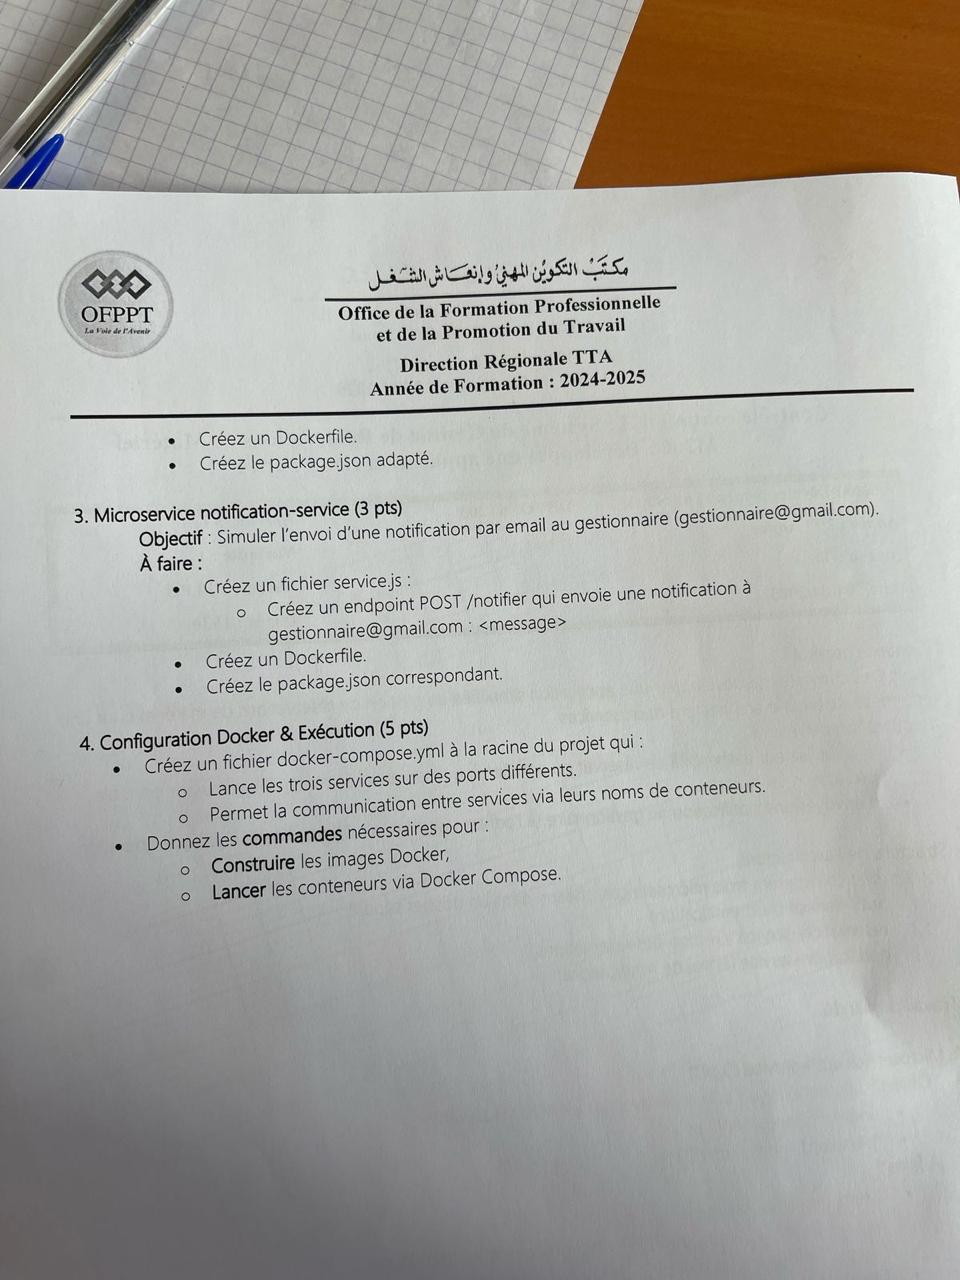 OFPPT
La Voie de l'Avenir
مكتب التكوين المهني وإنعاش الشغل
Office de la Formation Professionnelle
et de la Promotion du Travail
Direction Régionale TTA
Année de Formation : 2024-2025
• Créez un Dockerfile.
• Créez le package.json adapté.
3. Microservice notification-service (3 pts)
Objectif : Simuler l'envoi d'une notification par email au gestionnaire (gestionnaire@gmail.com).
À faire :
• Créez un fichier service.js :
o Créez un endpoint POST /notifier qui envoie une notification à
gestionnaire@gmail.com : <message>
• Créez un Dockerfile.
• Créez le package.json correspondant.
4. Configuration Docker & Exécution (5 pts)
• Créez un fichier docker-compose.yml à la racine du projet qui :
o Lance les trois services sur des ports différents.
o Permet la communication entre services via leurs noms de conteneurs.
• Donnez les commandes nécessaires pour :
o Construire les images Docker,
o Lancer les conteneurs via Docker Compose.